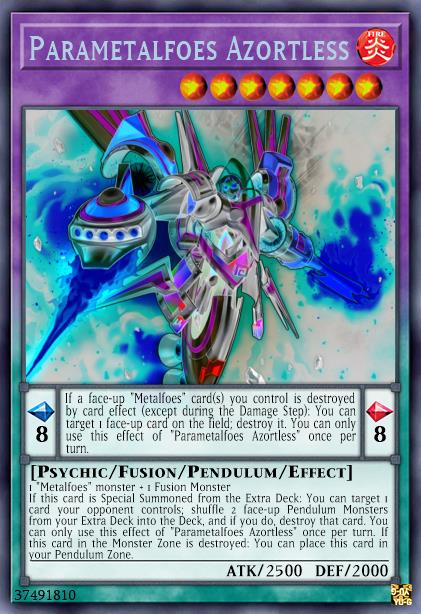 Parametalfoes Azortless
FIRE
炎
If a face-up "Metalfoes" card(s) you control is destroyed
by card effect (except during the Damage Step): You can
target 1 face-up card on the field; destroy it. You can only
use this effect of "Parametalfoes Azortless" once per
turn.
8
8
[Psychic/Fusion/Pendulum/Effect]
1 "Metalfoes" monster + 1 Fusion Monster
If this card is Special Summoned from the Extra Deck: You can target 1
card your opponent controls; shuffle 2 face-up Pendulum Monsters
from your Extra Deck into the Deck, and if you do, destroy that card. You
can only use this effect of "Parametalfoes Azortless" once per turn. If
this card in the Monster Zone is destroyed: You can place this card in
your Pendulum Zone.
ATK/2500 DEF/2000
37491810